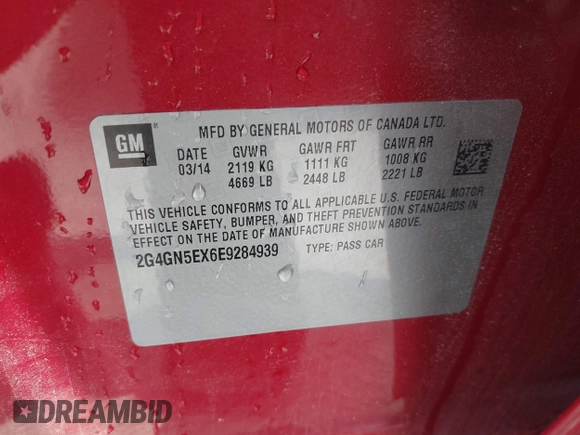 GM ®
MFD BY GENERAL MOTORS OF CANADA LTD.
DATE GVWR GAWR FRT GAWR RR
03/14 2119 KG 1111 KG 1008 KG
4669 LB 2448 LB 2221 LB
THIS VEHICLE CONFORMS TO ALL APPLICABLE U.S. FEDERAL MOTOR
VEHICLE SAFETY, BUMPER, AND THEFT PREVENTION STANDARDS IN
EFFECT ON THE DATE OF MANUFACTURE SHOWN ABOVE.
2G4GN5EX6E9284939 TYPE: PASS CAR
DREAMBID